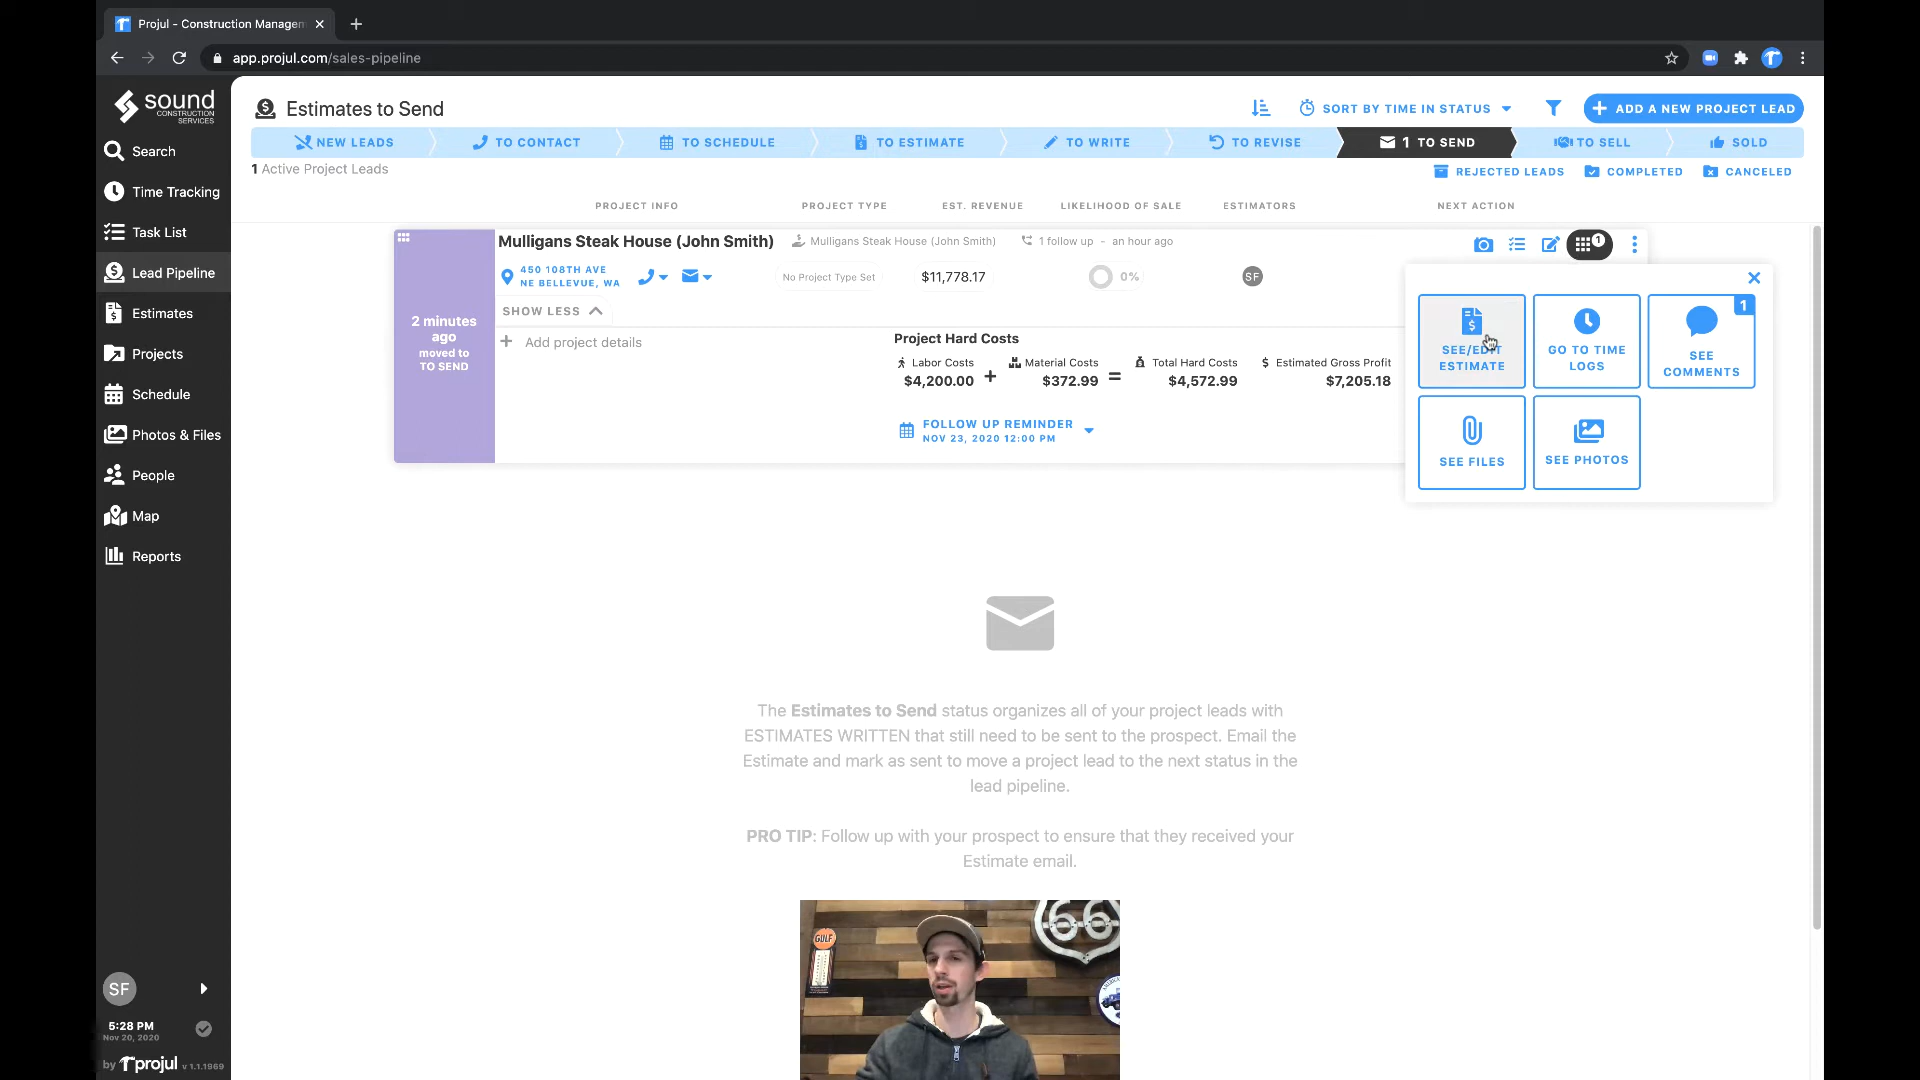 Projul - Construction Managem
app.projul.com/sales-pipeline
sound
CONSTRUCTION
SERVICES
Search
Time Tracking
Task List
Lead Pipeline
Estimates
Projects
Schedule
Photos & Files
People
Map
Reports
SF
5:28 PM
Nov 20, 2020
by projul v 1.1.1969
Estimates to Send
SORT BY TIME IN STATUS
ADD A NEW PROJECT LEAD
NEW LEADS
TO CONTACT
TO SCHEDULE
TO ESTIMATE
TO WRITE
TO REVISE
1 TO SEND
TO SELL
SOLD
1 Active Project Leads
REJECTED LEADS
COMPLETED
CANCELED
PROJECT INFO
PROJECT TYPE
EST. REVENUE
LIKELIHOOD OF SALE
ESTIMATORS
NEXT ACTION
2 minutes
ago
moved to
TO SEND
Mulligans Steak House (John Smith)
Mulligans Steak House (John Smith)
1 follow up - an hour ago
1
450 108TH AVE
NE BELLEVUE, WA
No Project Type Set
$11,778.17
0%
SF
SHOW LESS
Add project details
Project Hard Costs
Labor Costs
$4,200.00
+
Material Costs
$372.99
=
Total Hard Costs
$4,572.99
$ Estimated Gross Profit
$7,205.18
FOLLOW UP REMINDER
NOV 23, 2020 12:00 PM
SEE/EDIT
ESTIMATE
GO TO TIME
LOGS
1
SEE
COMMENTS
SEE FILES
SEE PHOTOS
The Estimates to Send status organizes all of your project leads with
ESTIMATES WRITTEN that still need to be sent to the prospect. Email the
Estimate and mark as sent to move a project lead to the next status in the
lead pipeline.
PRO TIP: Follow up with your prospect to ensure that they received your
Estimate email.
GULF
66